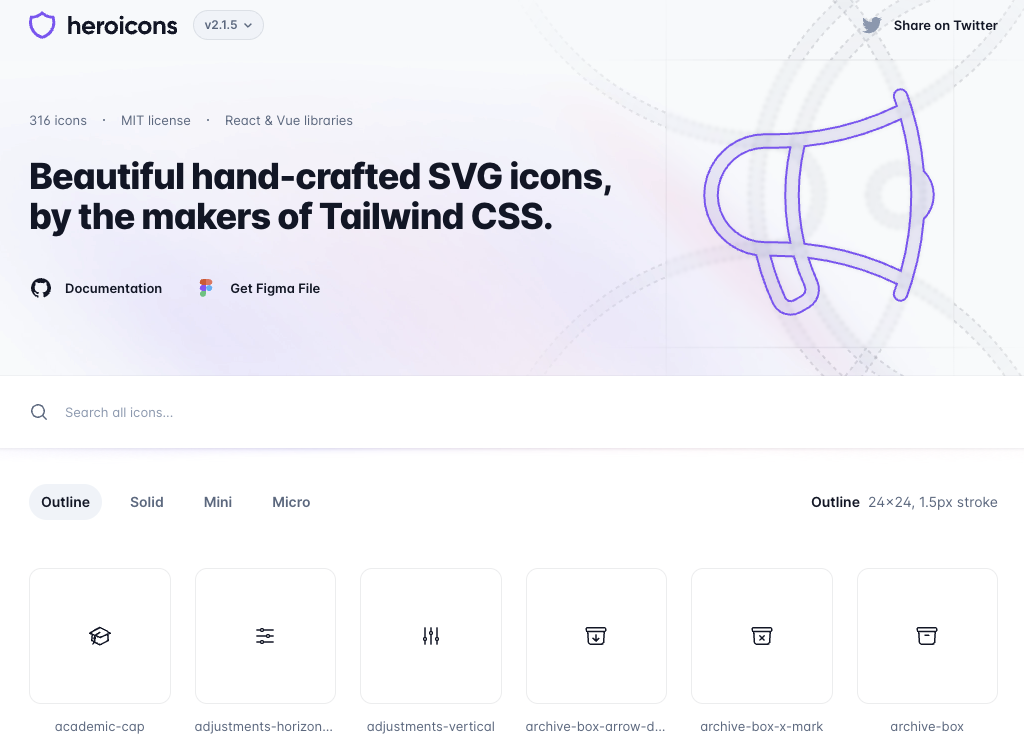 heroicons
v2.1.5
Share on Twitter
316 icons · MIT license · React & Vue libraries
Beautiful hand-crafted SVG icons,
by the makers of Tailwind CSS.
Documentation
Get Figma File
Search all icons...
Outline
Solid
Mini
Micro
Outline 24×24, 1.5px stroke
academic-cap
adjustments-horizon...
adjustments-vertical
archive-box-arrow-d...
archive-box-x-mark
archive-box